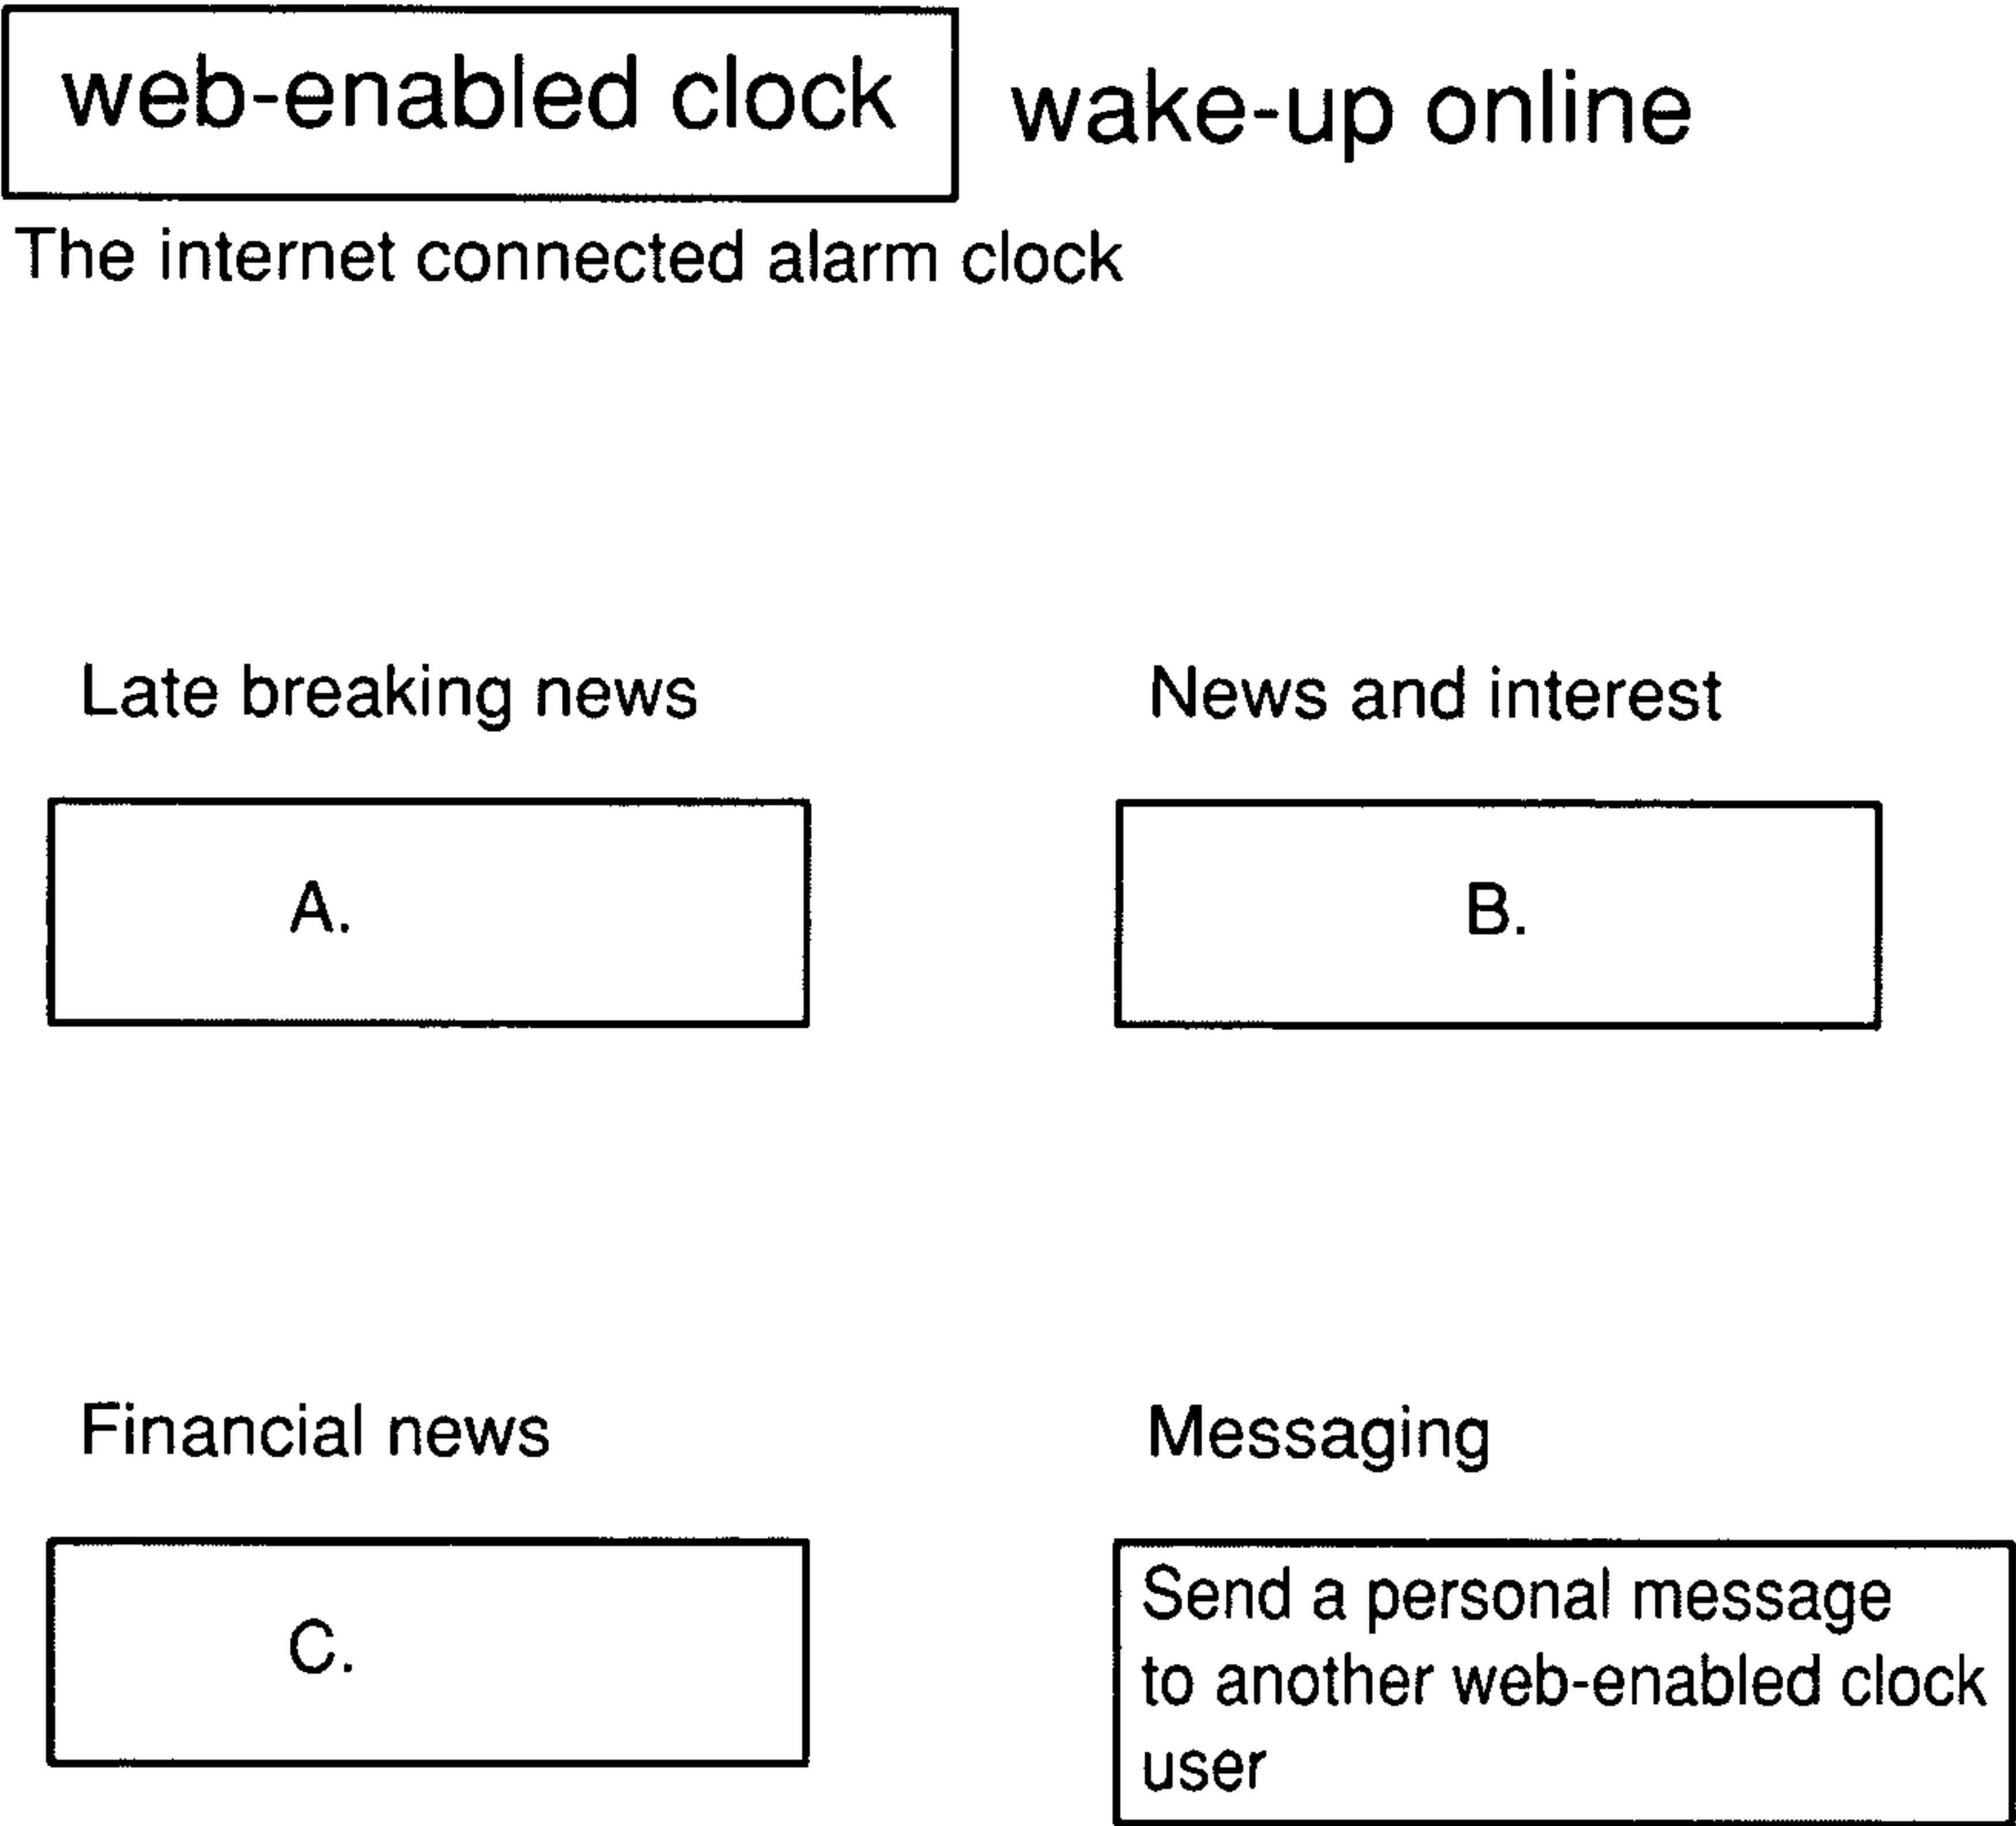 web-enabled clock
wake-up online
The internet connected alarm clock
Late breaking news
News and interest
A.
B.
Financial news
Messaging
C.
Send a personal message
to another web-enabled clock
user